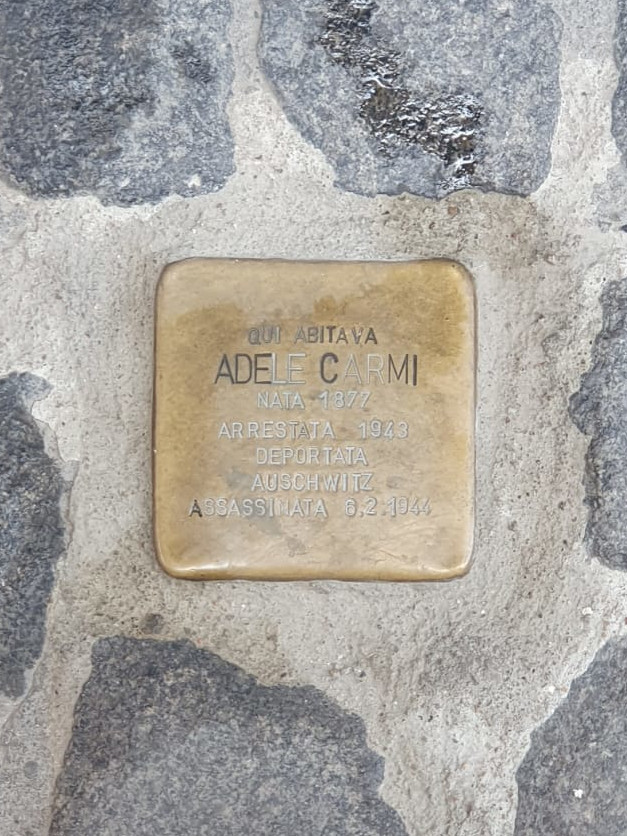 QUI ABITAVA
ADELE CARMI
NATA 1877
ARRESTATA 1943
DEPORTATA
AUSCHWITZ
ASSASSINATA 6.2.1944